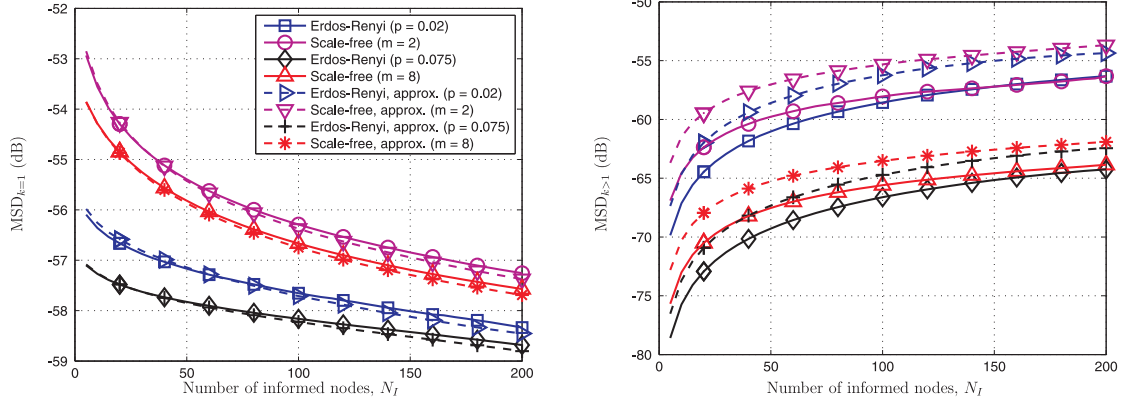 -52
-53
-54
-55
-56
-57
-58
-59
0
50
100
150
200
MSD_{k=1} (dB)
Number of informed nodes, N_I
Erdos-Renyi (p = 0.02)
Scale-free (m = 2)
Erdos-Renyi (p = 0.075)
Scale-free (m = 8)
Erdos-Renyi, approx. (p = 0.02)
Scale-free, approx. (m = 2)
Erdos-Renyi, approx. (p = 0.075)
Scale-free, approx. (m = 8)
-50
-55
-60
-65
-70
-75
-80
0
50
100
150
200
MSD_{k>1} (dB)
Number of informed nodes, N_I